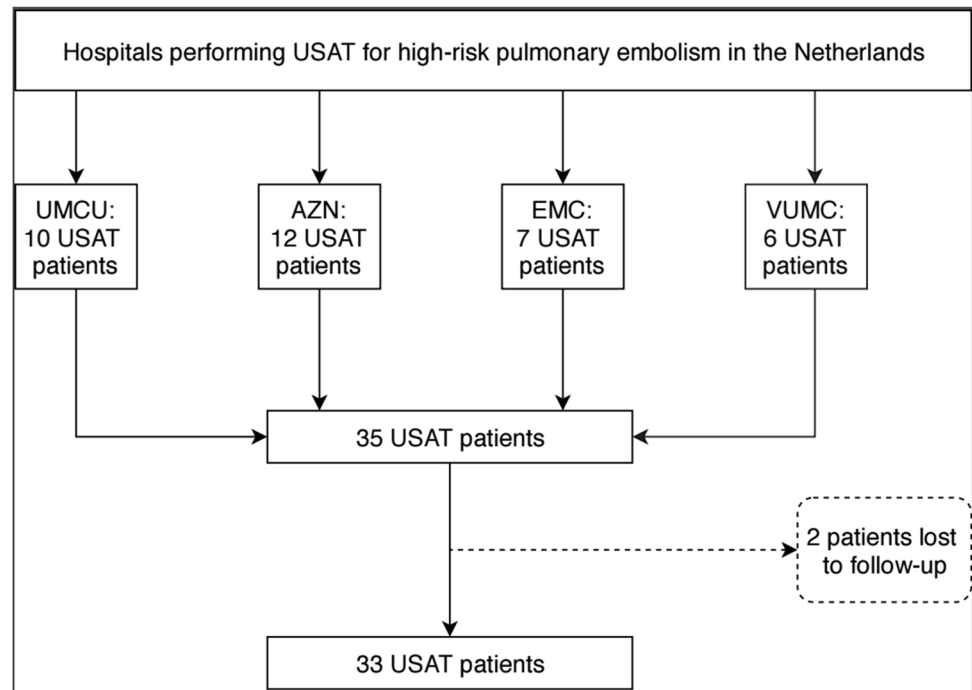 Hospitals performing USAT for high-risk pulmonary embolism in the Netherlands
UMCU:
10 USAT
patients
AZN:
12 USAT
patients
EMC:
7 USAT
patients
VUMC:
6 USAT
patients
35 USAT patients
2 patients lost
to follow-up
33 USAT patients